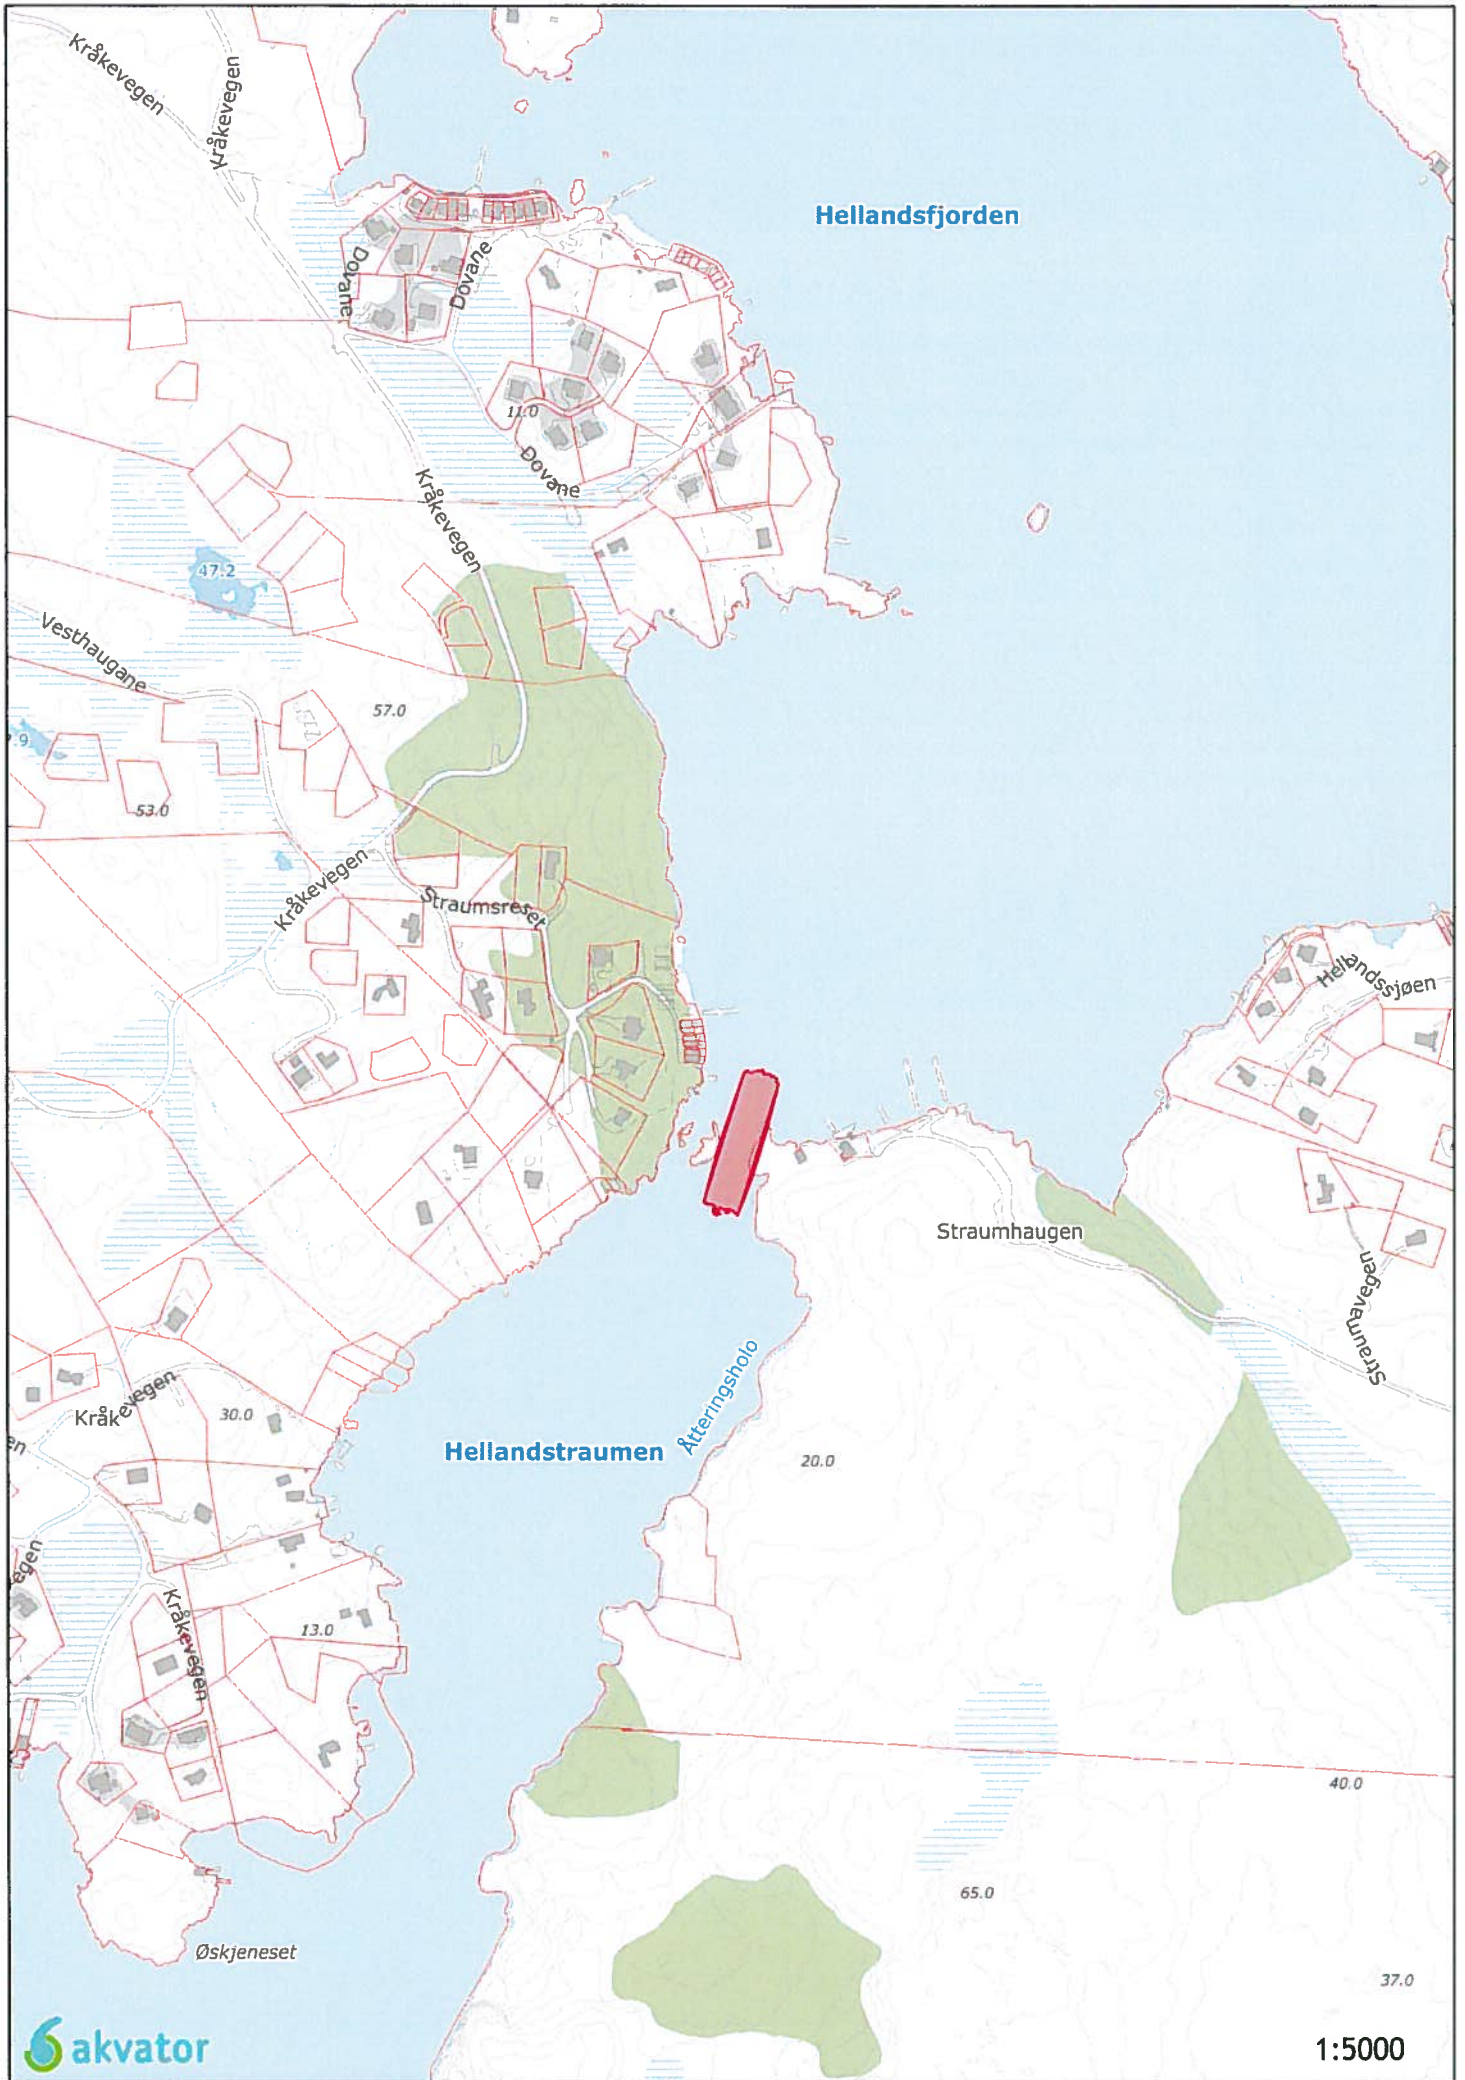 Kråkevegen
Kråkevegen
Hellandsfjorden
Dovane
Dovane
11.0
Dovane
Kråkevegen
47.2
Vesthaugane
57.0
.9
53.0
Kråkevegen
Straumsreset
Hellandssjøen
Straumhaugen
Straumavegen
Åtteringsholo
Kråkevegen
30.0
en
Hellandstraumen
20.0
egen
Kråkevegen
13.0
40.0
65.0
Øskjeneset
37.0
akvator
1:5000